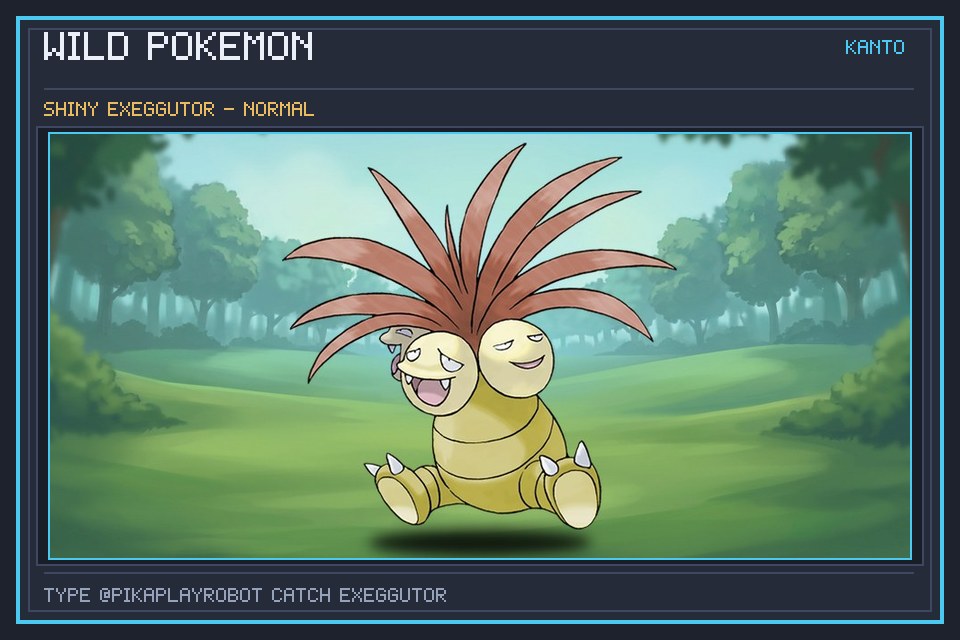 WILD POKEMON
KANTO
SHINY EXEGGUTOR - NORMAL
TYPE @PIKAPLAYROBOT CATCH EXEGGUTOR